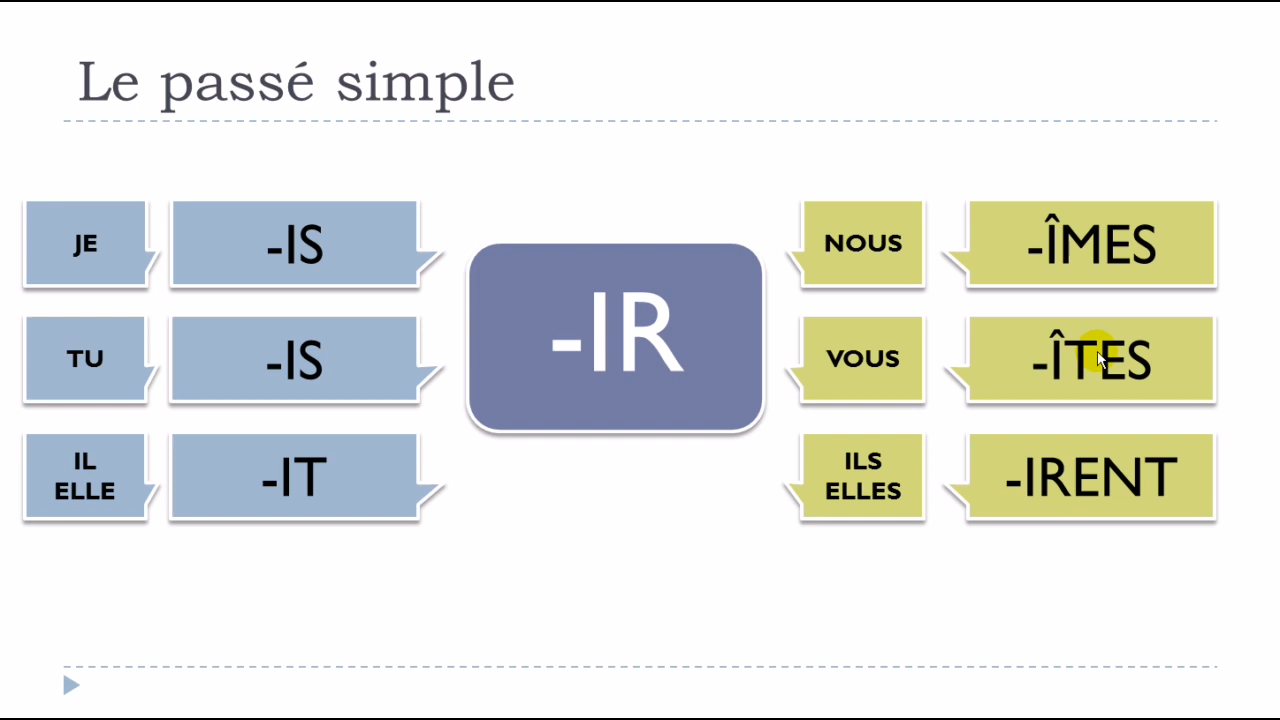 Le passé simple
JE
-IS
TU
-IS
IL
ELLE
-IT
-IR
NOUS
-ÎMES
VOUS
-ÎTES
ILS
ELLES
-IRENT